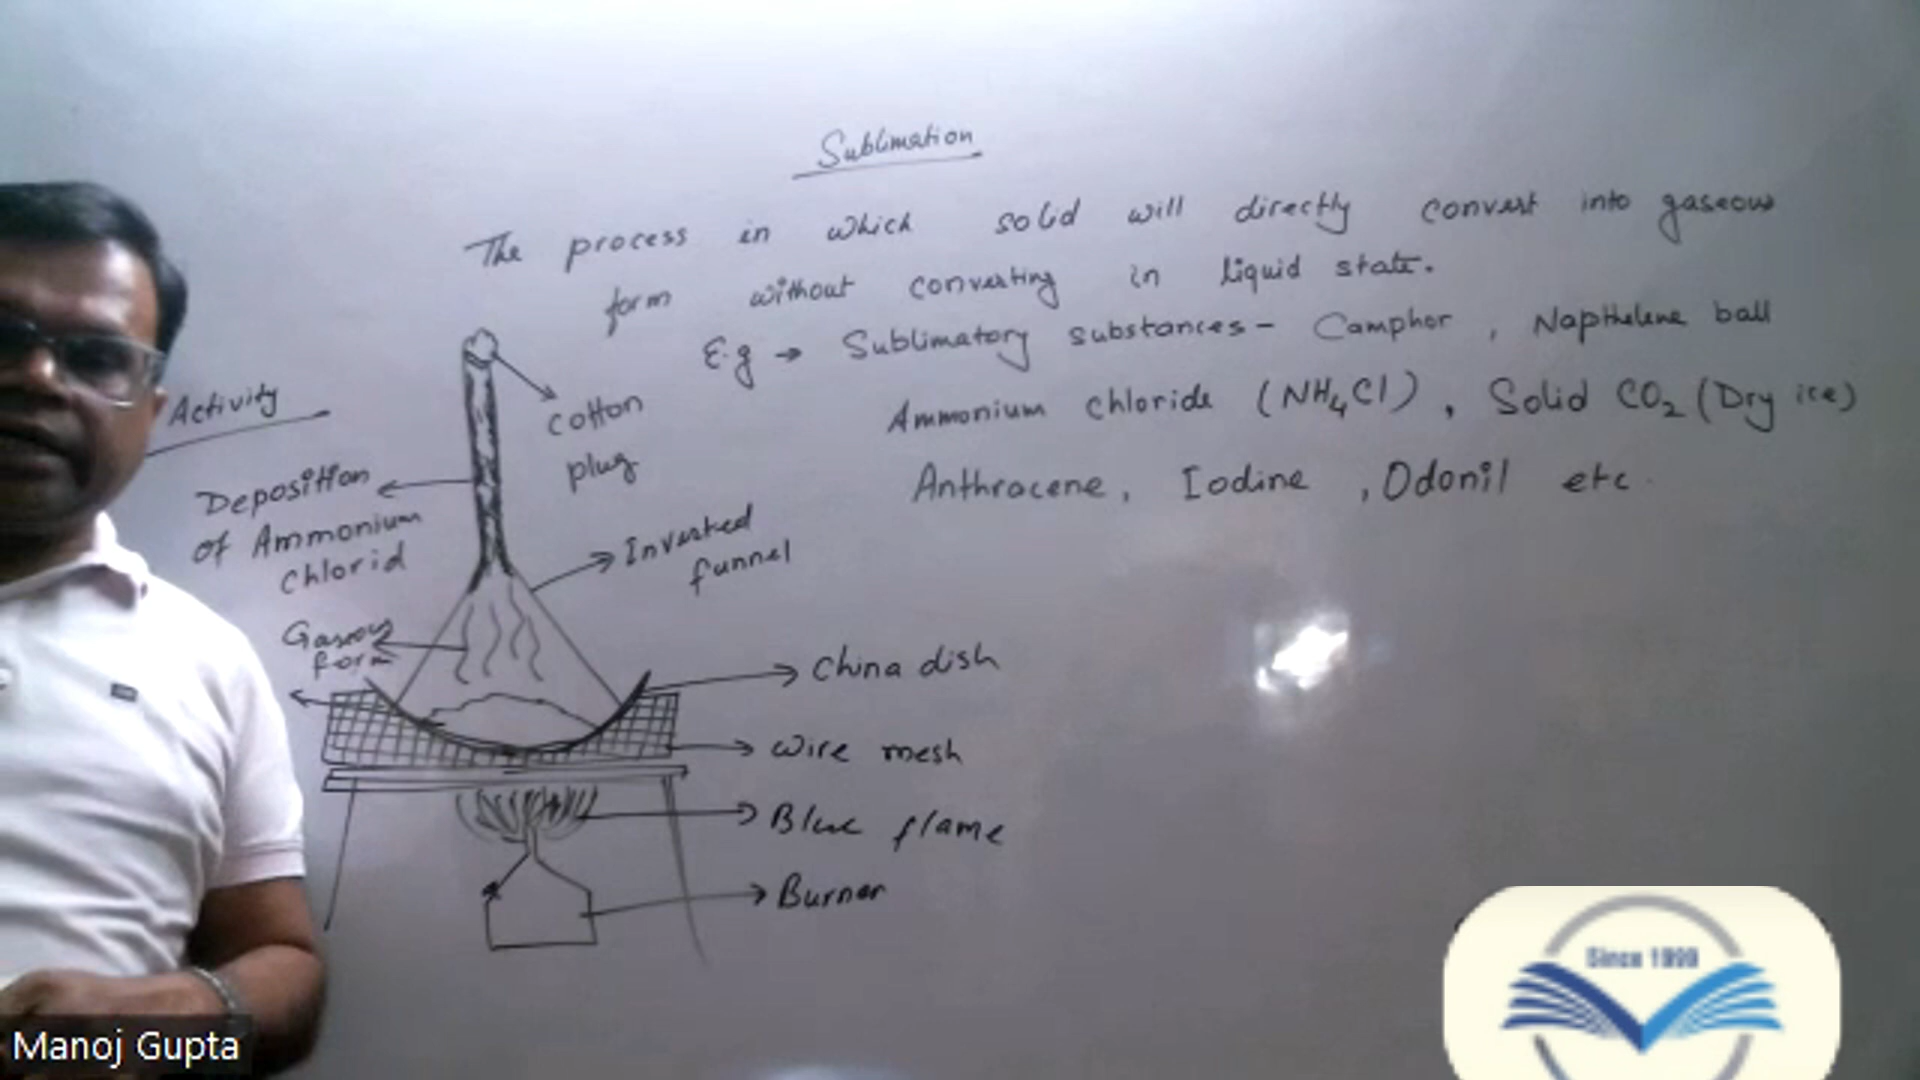 Sublimation
The process in which solid will directly convert into gaseous
form without converting in liquid state.
E.g → Sublimatory substances - Camphor , Napthelene ball
Ammonium chloride (NH4Cl) , Solid CO2 (Dry ice)
Anthracene, Iodine , Odonil etc.
Activity
Cotton
plug
Deposition
of Ammonium
Chlorid
Inverted
funnel
Gaseous
form
China dish
Wire mesh
Blue flame
Burner
Since 1999
Manoj Gupta